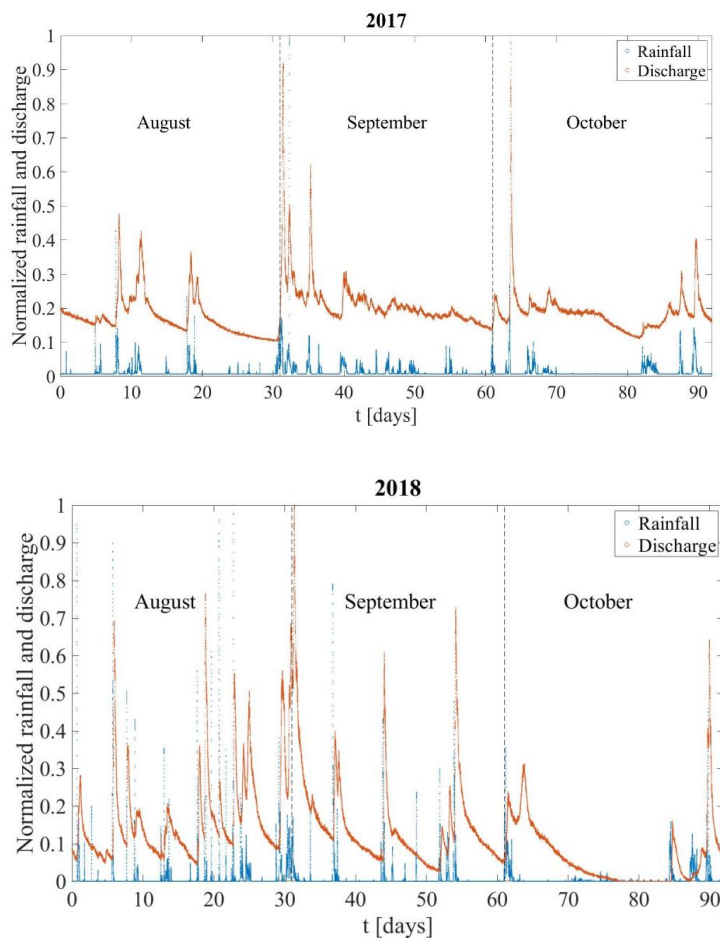 2017
Normalized rainfall and discharge
1
0.9
0.8
0.7
0.6
0.5
0.4
0.3
0.2
0.1
0
Rainfall
Discharge
August
September
October
0 10 20 30 40 50 60 70 80 90
t [days]
2018
Normalized rainfall and discharge
1
0.9
0.8
0.7
0.6
0.5
0.4
0.3
0.2
0.1
0
Rainfall
Discharge
August
September
October
0 10 20 30 40 50 60 70 80 90
t [days]